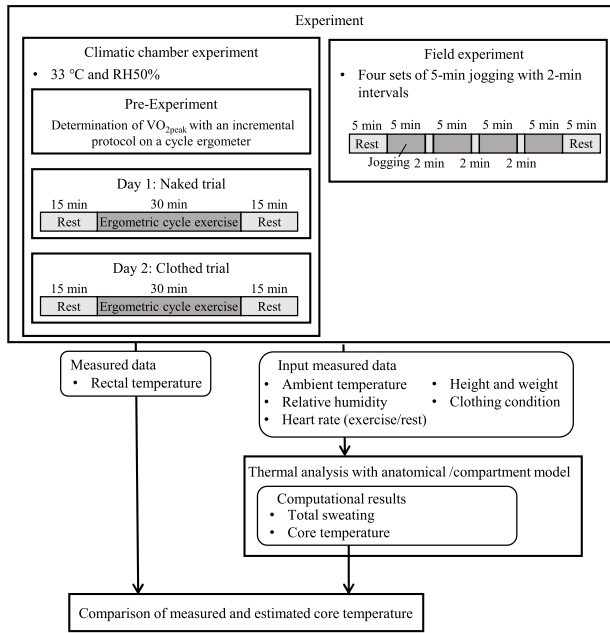 Experiment
Climatic chamber experiment
• 33 ℃ and RH50%
Pre-Experiment
Determination of VO2peak with an incremental
protocol on a cycle ergometer
Day 1: Naked trial
15 min 30 min 15 min
Rest Ergometric cycle exercise Rest
Day 2: Clothed trial
15 min 30 min 15 min
Rest Ergometric cycle exercise Rest
Field experiment
• Four sets of 5-min jogging with 2-min
intervals
5 min 5 min 5 min 5 min 5 min 5 min
Rest Rest
Jogging 2 min 2 min 2 min
Measured data
• Rectal temperature
Input measured data
• Ambient temperature
• Relative humidity
• Heart rate (exercise/rest)
• Height and weight
• Clothing condition
Thermal analysis with anatomical /compartment model
Computational results
• Total sweating
• Core temperature
Comparison of measured and estimated core temperature